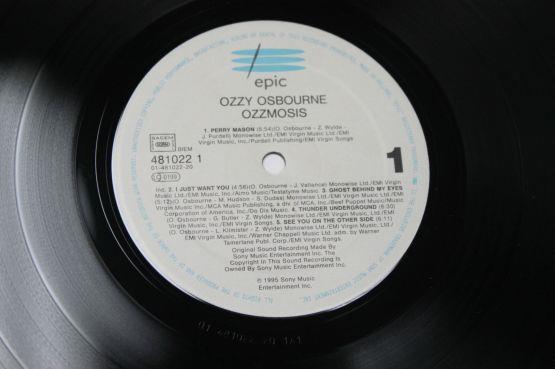 epic
OZZY OSBOURNE
OZZMOSIS
1. PERRY MASON (5:54)(O. Osbourne - Z. Wylde -
J. Purdell) Monowise Ltd./EMI
Virgin Music, Inc./Purdell Publishing/EMI Virgin Songs
SACEM
BIEM
481022 1
01-481022-20
1
Ind. 2. I JUST WANT YOU (4:56)(O. Osbourne - J. Vallance) Monowise Ltd./EMI
Virgin Music Ltd./EMI Virgin Music, Inc./Almo Music/Testatyme Music. 3. GHOST BEHIND MY EYES
(5:12)(O. Osbourne - M. Hudson - S. Dudas) Monowise Ltd./EMI Virgin Music Ltd./EMI
Virgin Music, Inc./MCA Music Publishing, a div. of MCA, Inc./Beef Puppet Music/Music
Corporation of America, Inc./Do Dis Music. 4. THUNDER UNDERGROUND (6:30)
(O. Osbourne - G. Butler - Z. Wylde) Monowise Ltd./EMI Virgin Music, Ltd./EMI
Virgin Music, Inc./EMI Virgin Songs. 5. SEE YOU ON THE OTHER SIDE (6:11)
(O. Osbourne - L. Kilmister - Z. Wylde) Monowise Ltd./EMI Virgin Music, Ltd./
EMI Virgin Music, Inc./Warner Chappell Music Ltd. adm. by Warner
Tamerlane Publ. Corp./EMI Virgin Songs.
Original Sound Recording Made By
Sony Music Entertainment Inc. The
Copyright In This Sound Recording Is
Owned By Sony Music Entertainment Inc.
℗ 1995 Sony Music
Entertainment Inc.
01 481022 20 1A1